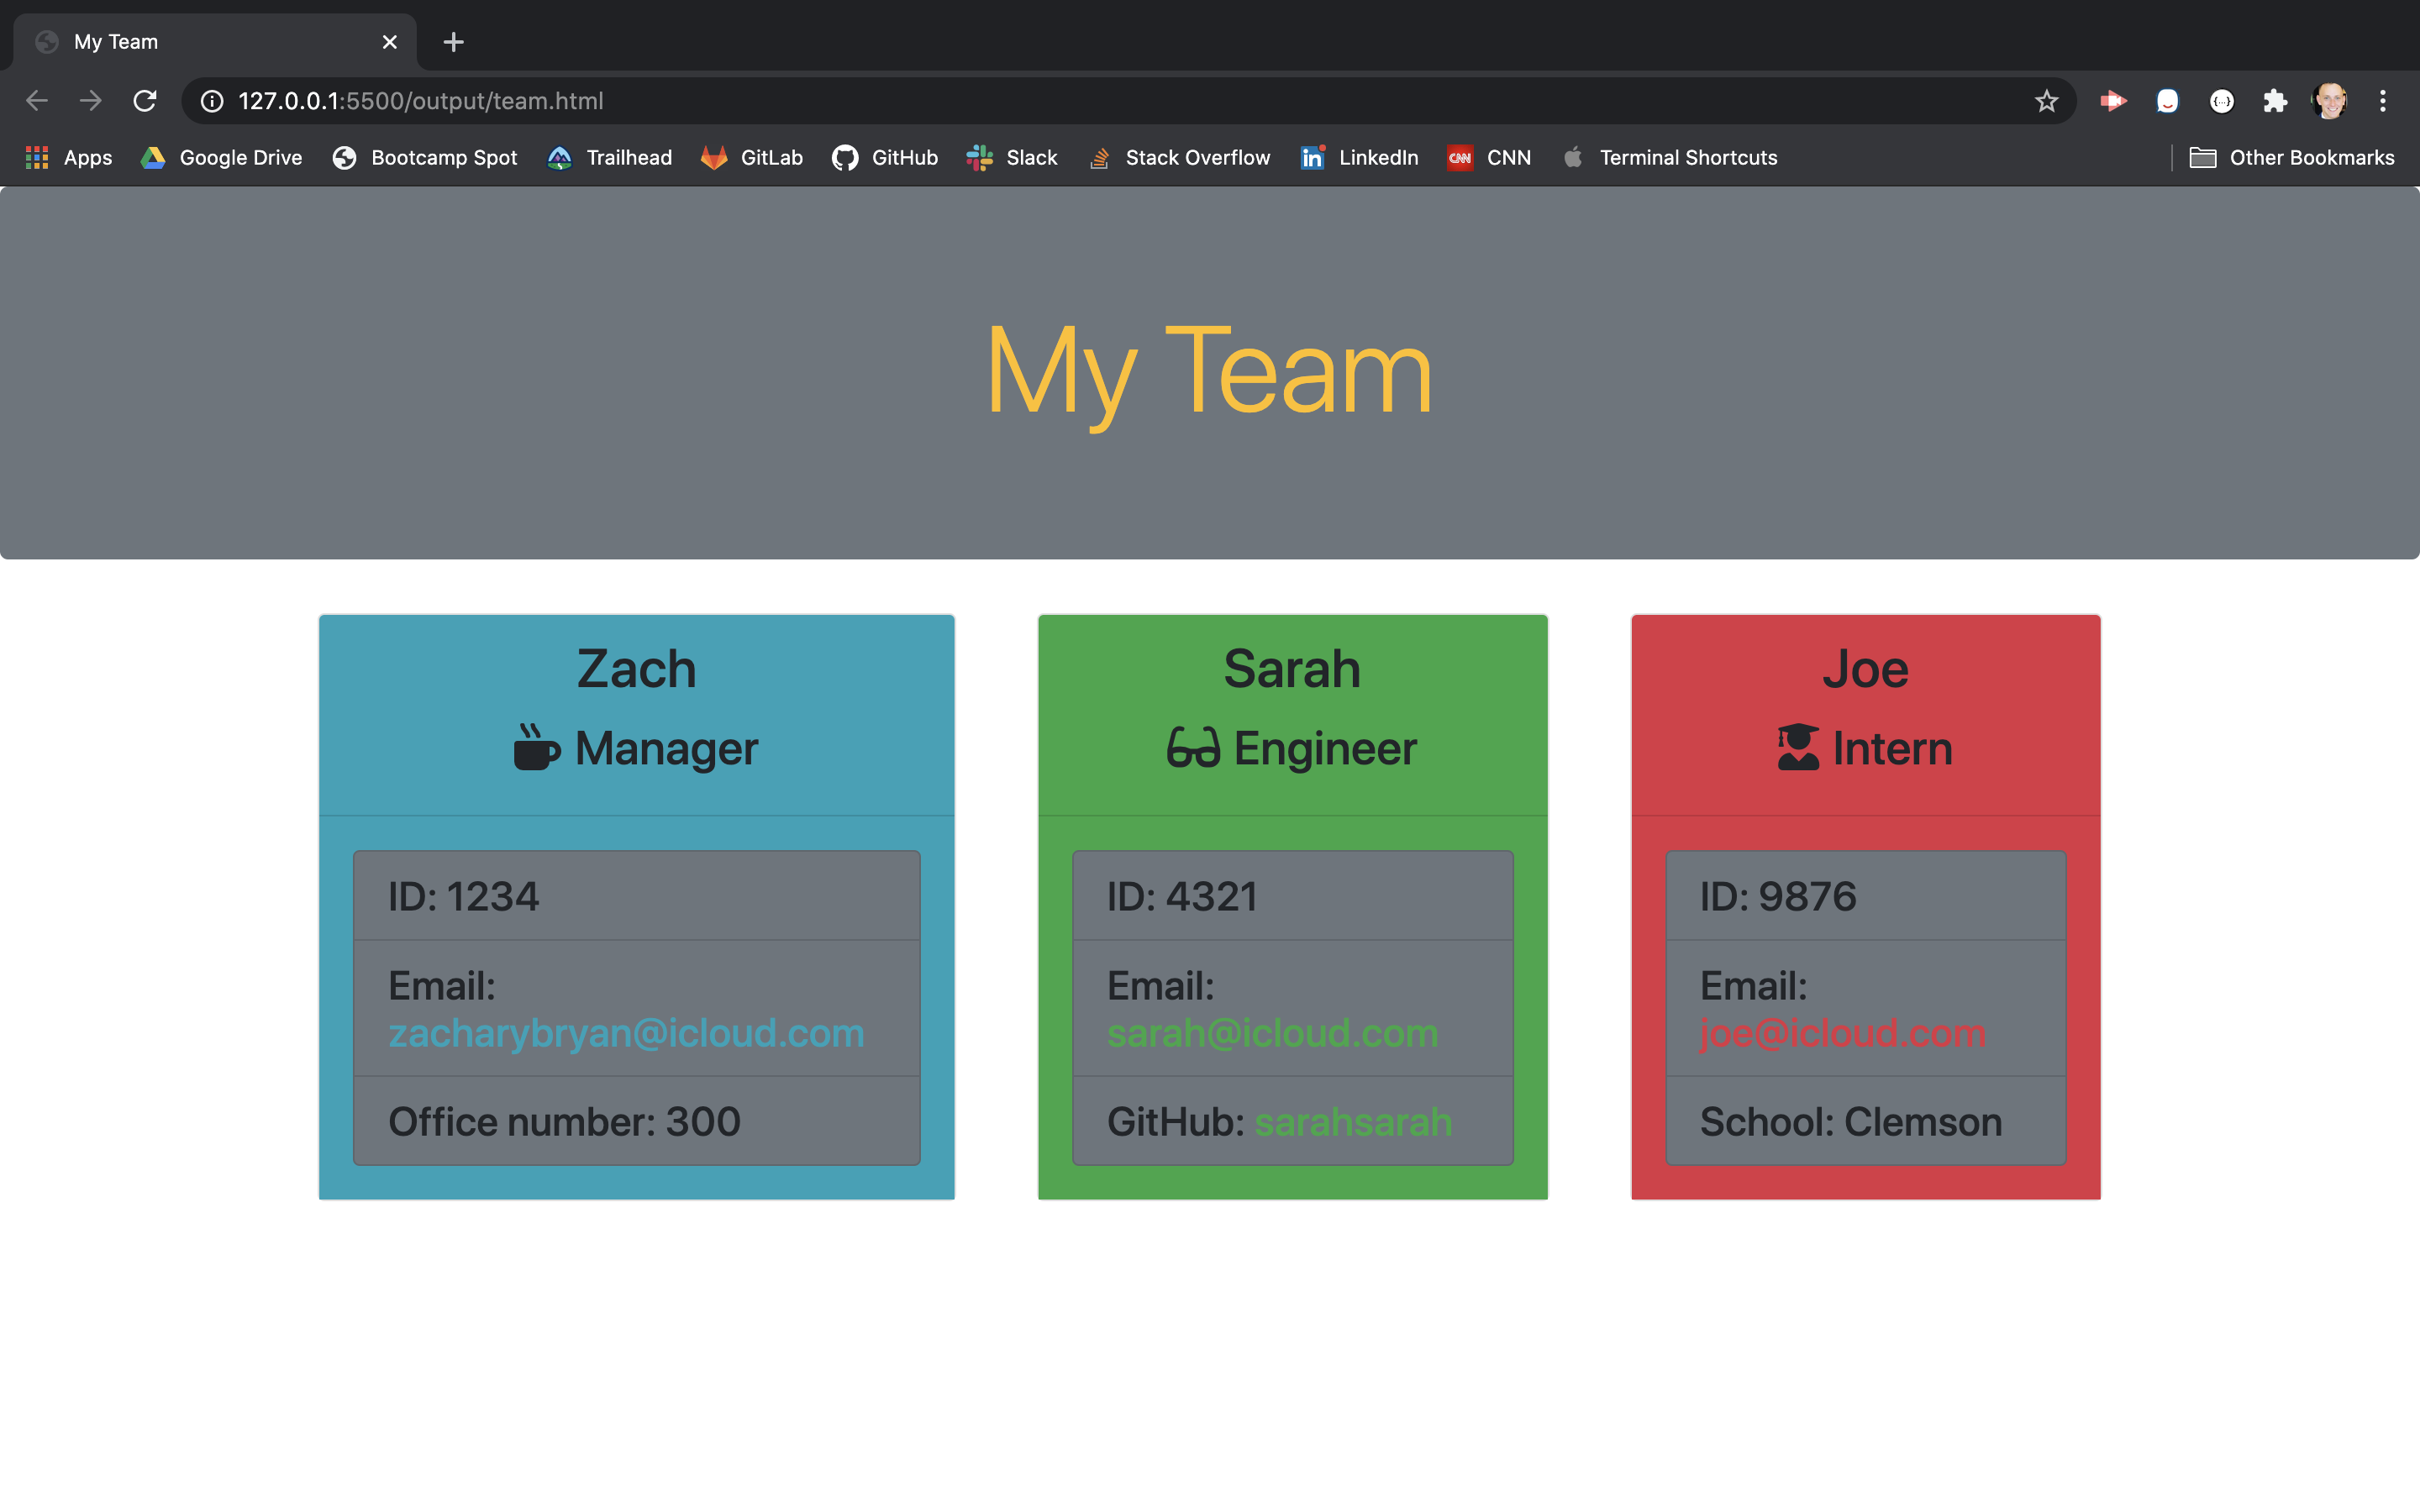 My Team
127.0.0.1:5500/output/team.html
Apps Google Drive Bootcamp Spot Trailhead GitLab GitHub Slack Stack Overflow LinkedIn CNN Terminal Shortcuts Other Bookmarks
My Team
Zach
Manager
ID: 1234
Email:
zacharybryan@icloud.com
Office number: 300
Sarah
Engineer
ID: 4321
Email:
sarah@icloud.com
GitHub: sarahsarah
Joe
Intern
ID: 9876
Email:
joe@icloud.com
School: Clemson